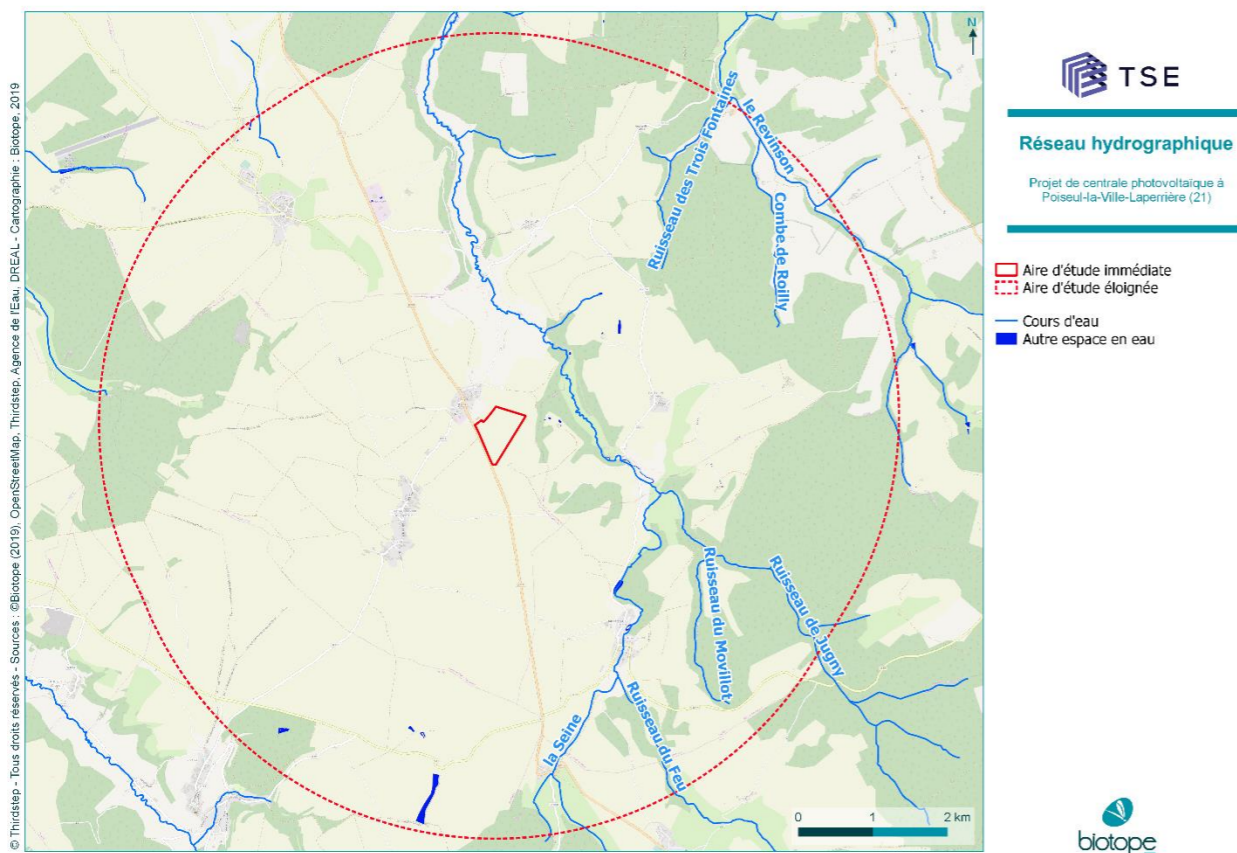 © Thirdstep - Tous droits réservés - Sources : ©Biotope (2019), OpenStreetMap, Thirdstep, Agence de l'Eau, DREAL - Cartographie : Biotope, 2019
N
Ruisseau des Trois Fontaines
le Revinson
Combe de Roilly
Ruisseau du Movillot
Ruisseau de Jugny
la Seine
Ruisseau du Feu
0 1 2 km
TSE
Réseau hydrographique
Projet de centrale photovoltaïque à
Poiseul-la-Ville-Laperrière (21)
Aire d'étude immédiate
Aire d'étude éloignée
Cours d'eau
Autre espace en eau
biotope